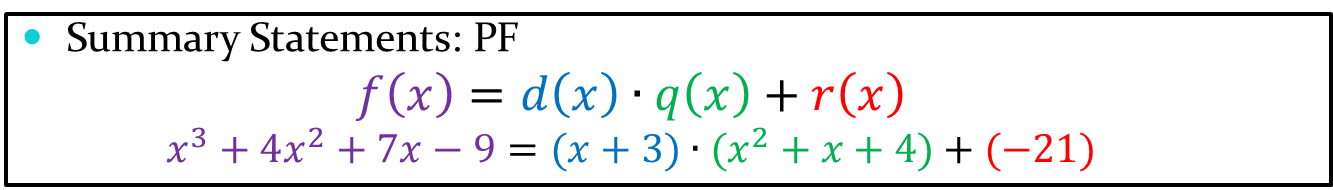 • Summary Statements: PF
f(x) = d(x) · q(x) + r(x)
x³ + 4x² + 7x − 9 = (x + 3) · (x² + x + 4) + (−21)